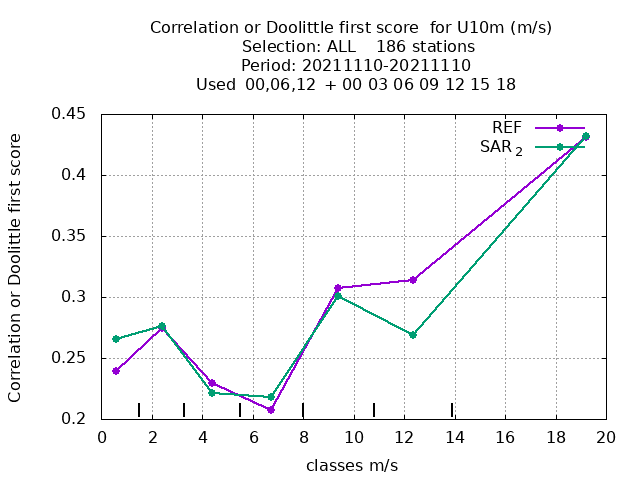 Correlation or Doolittle first score  for U10m (m/s)
Selection: ALL    186 stations
Period: 20211110-20211110
Used  00,06,12  + 00 03 06 09 12 15 18
0.45
REF
SAR 2
0.4
0.35
0.3
0.25
0.2
0 2 4 6 8 10 12 14 16 18 20
Correlation or Doolittle first score
classes m/s